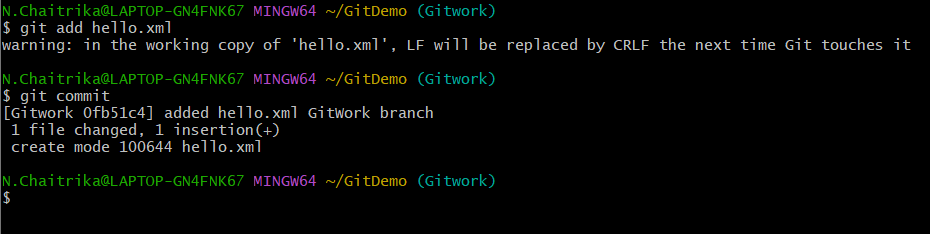 N.Chaitrika@LAPTOP-GN4FNK67 MINGW64 ~/GitDemo (Gitwork)
$ git add hello.xml
warning: in the working copy of 'hello.xml', LF will be replaced by CRLF the next time Git touches it
N.Chaitrika@LAPTOP-GN4FNK67 MINGW64 ~/GitDemo (Gitwork)
$ git commit
[Gitwork 0fb51c4] added hello.xml GitWork branch
 1 file changed, 1 insertion(+)
 create mode 100644 hello.xml
N.Chaitrika@LAPTOP-GN4FNK67 MINGW64 ~/GitDemo (Gitwork)
$